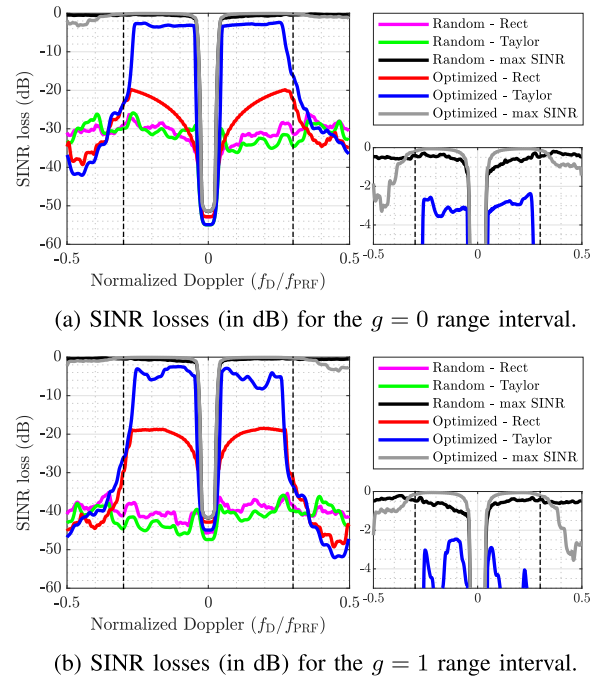 0
-10
-20
-30
-40
-50
-60
SINR loss (dB)
-0.5
0
0.5
Normalized Doppler (f_D/f_PRF)
Random - Rect
Random - Taylor
Random - max SINR
Optimized - Rect
Optimized - Taylor
Optimized - max SINR
0
-2
-4
-0.5
0
0.5
(a) SINR losses (in dB) for the g = 0 range interval.
0
-10
-20
-30
-40
-50
-60
SINR loss (dB)
-0.5
0
0.5
Normalized Doppler (f_D/f_PRF)
Random - Rect
Random - Taylor
Random - max SINR
Optimized - Rect
Optimized - Taylor
Optimized - max SINR
0
-2
-4
-0.5
0
0.5
(b) SINR losses (in dB) for the g = 1 range interval.